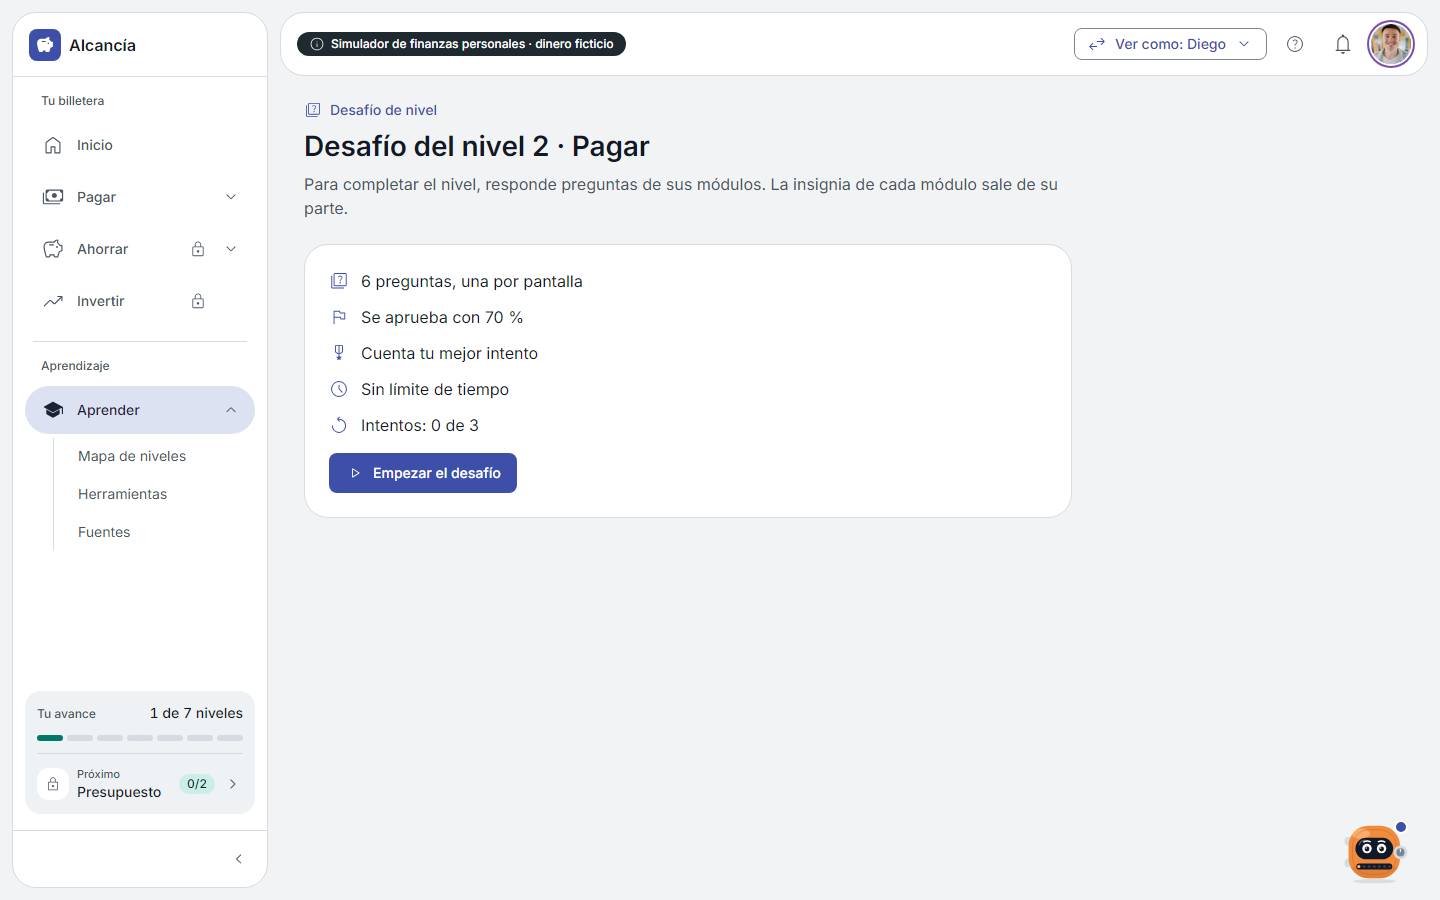 Alcancía
Tu billetera
Inicio
Pagar
Ahorrar
Invertir
Aprendizaje
Aprender
Mapa de niveles
Herramientas
Fuentes
Tu avance
1 de 7 niveles
Próximo
Presupuesto
0/2
Simulador de finanzas personales · dinero ficticio
Ver como: Diego
Desafío de nivel
Desafío del nivel 2 · Pagar
Para completar el nivel, responde preguntas de sus módulos. La insignia de cada módulo sale de su
parte.
6 preguntas, una por pantalla
Se aprueba con 70 %
Cuenta tu mejor intento
Sin límite de tiempo
Intentos: 0 de 3
Empezar el desafío